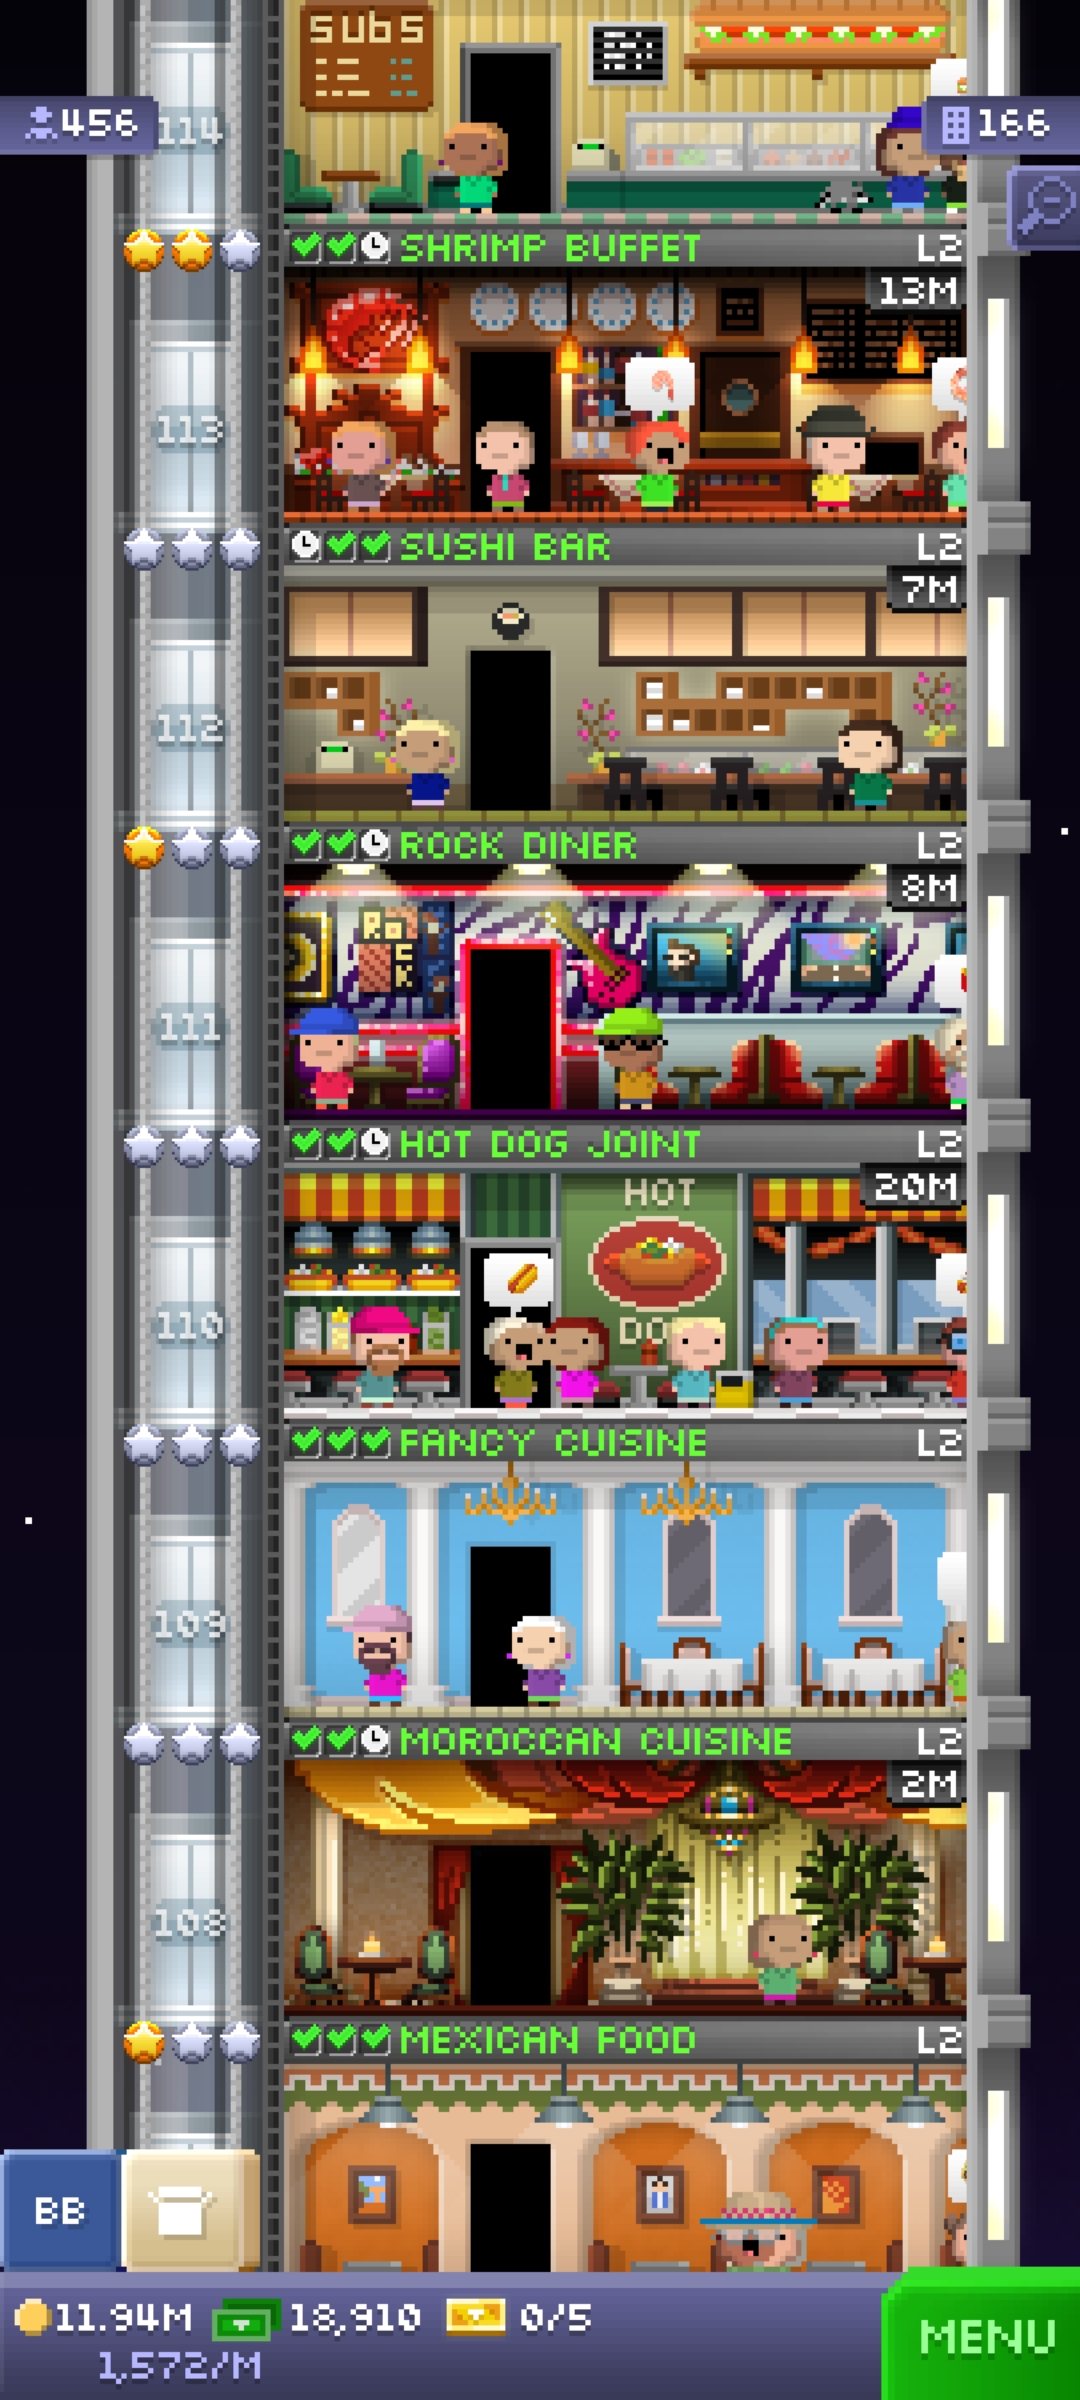 SUBS
456
114
166
SHRIMP BUFFET
L2
13M
113
SUSHI BAR
L2
7M
112
ROCK DINER
L2
8M
ROCK
111
HOT DOG JOINT
L2
20M
HOT
DO
110
FANCY CUISINE
L2
109
MOROCCAN CUISINE
L2
2M
108
MEXICAN FOOD
L2
BB
11.94M
18,910
0/5
1,572/M
MENU